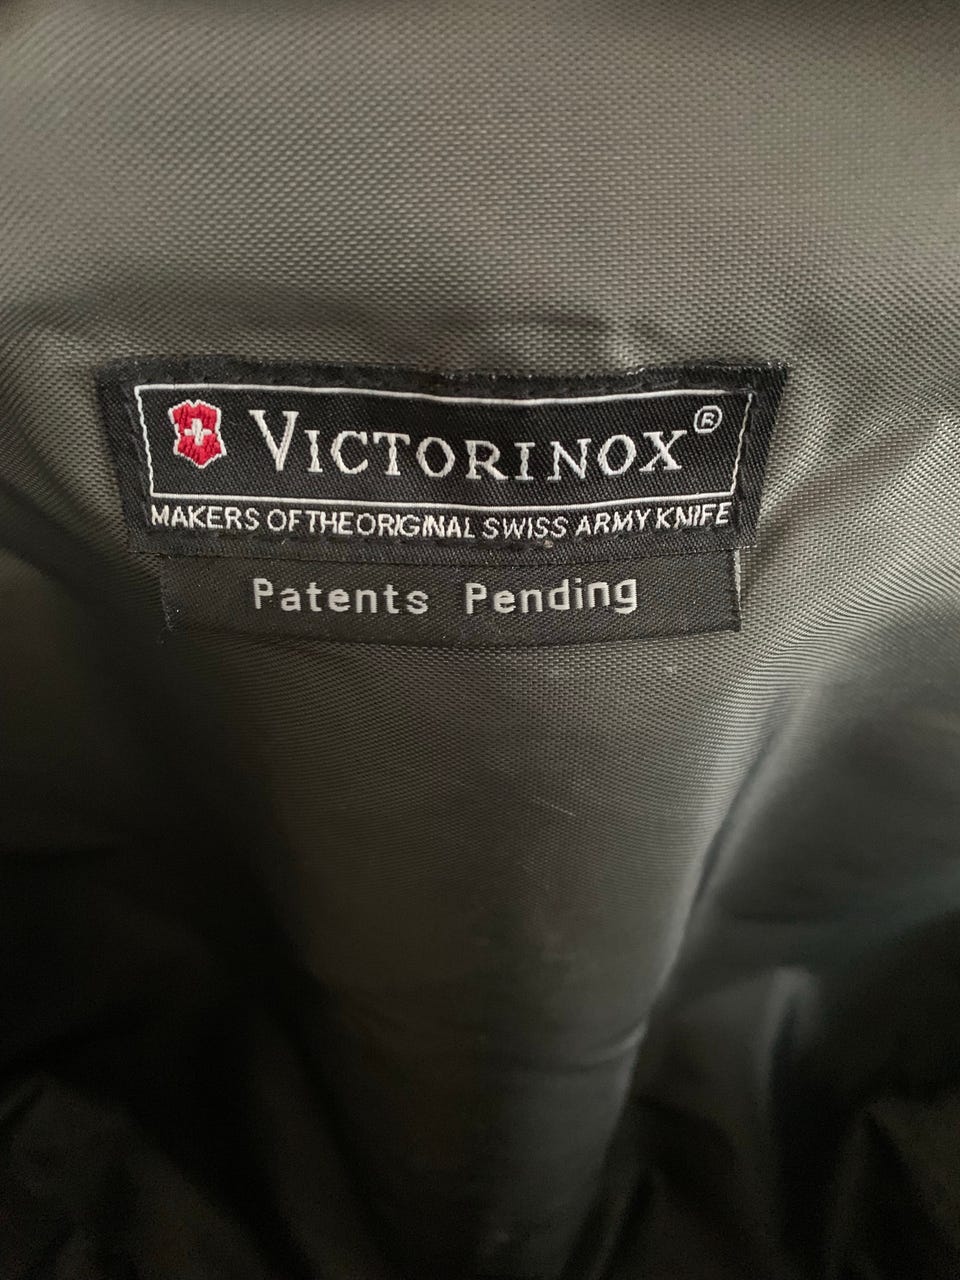 VICTORINOX®
MAKERS OF THE ORIGINAL SWISS ARMY KNIFE
Patents Pending